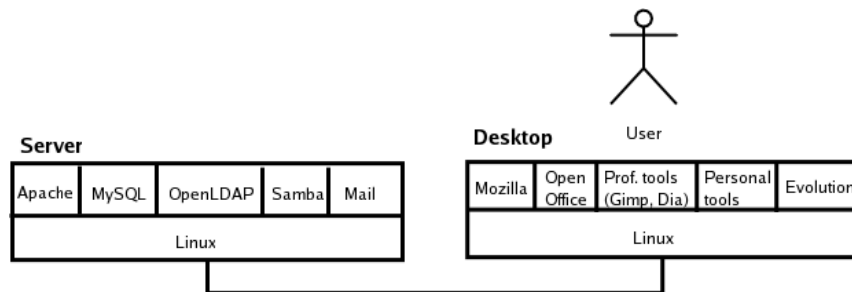 User
Server
Desktop
Apache
MySQL
OpenLDAP
Samba
Mail
Linux
Mozilla
Open
Office
Prof. tools
(Gimp, Dia)
Personal
tools
Evolution
Linux